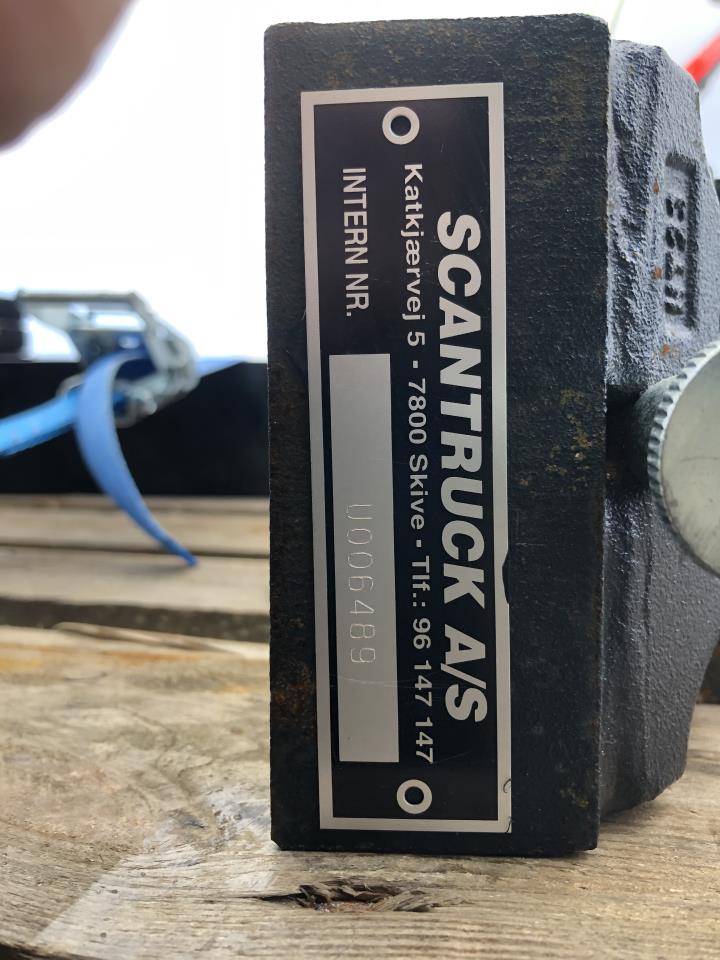 SCANTRUCK A/S
Katkjærvej 5 - 7800 Skive - Tlf.: 96 147 147
INTERN NR.
U006489